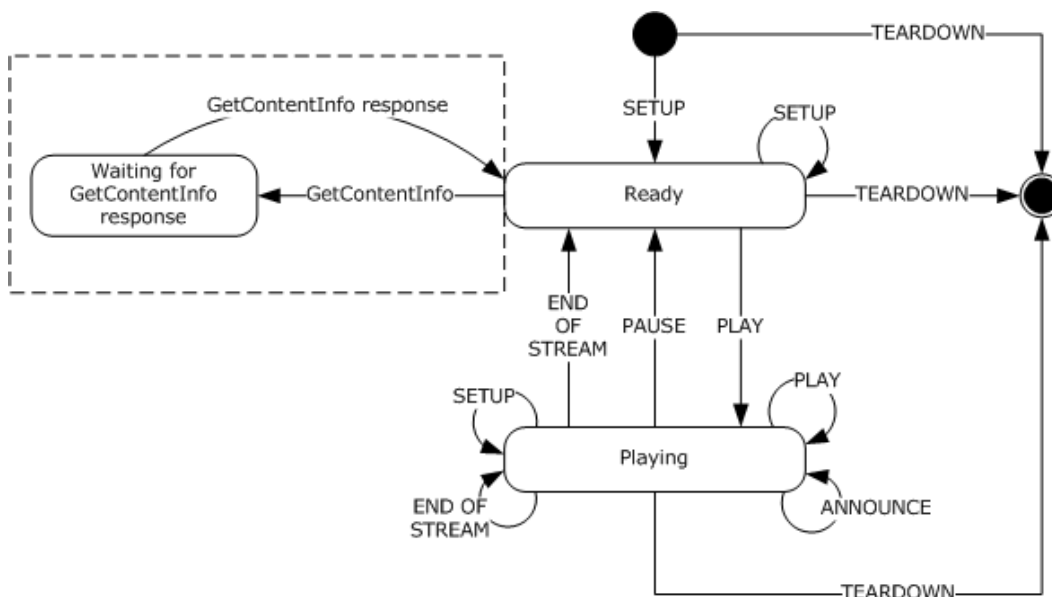 TEARDOWN
SETUP
GetContentInfo response
SETUP
Waiting for
GetContentInfo
response
GetContentInfo
Ready
TEARDOWN
END
OF
STREAM
PAUSE
PLAY
SETUP
PLAY
Playing
END OF
STREAM
ANNOUNCE
TEARDOWN